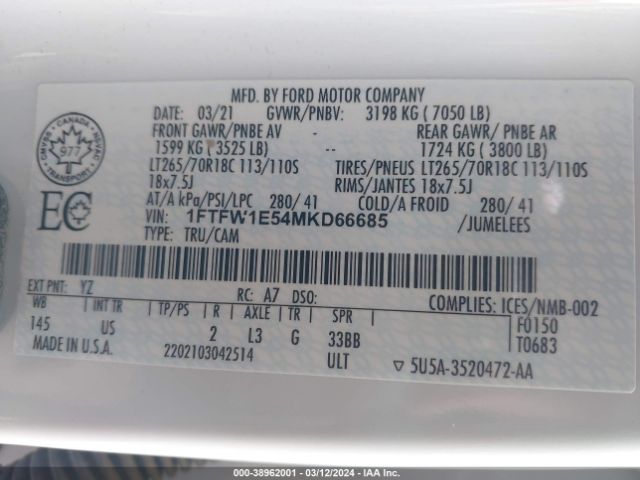 MFD. BY FORD MOTOR COMPANY
DATE: 03/21 GVWR/PNBV: 3198 KG ( 7050 LB)
FRONT GAWR/PNBE AV - REAR GAWR/ PNBE AR
1599 KG ( 3525 LB) -- 1724 KG ( 3800 LB)
LT265/70R18C 113/110S TIRES/PNEUS LT265/70R18C 113/110S
18x7.5J RIMS/JANTES 18x7.5J
AT/A kPa/PSI/LPC 280/ 41 COLD/A FROID 280/ 41
VIN: 1FTFW1E54MKD66685 /JUMELEES
TYPE: TRU/CAM
CANADA
977
TRANSPORT
EC
EXT PNT: YZ RC: A7 DSO: COMPLIES: ICES/NMB-002
WB INT TR TP/PS R AXLE TR SPR F0150
145 US 2 L3 G 33BB T0683
MADE IN U.S.A. 2202103042514 ULT ▽ 5U5A-3520472-AA
000-38962001 - 03/12/2024 - IAA